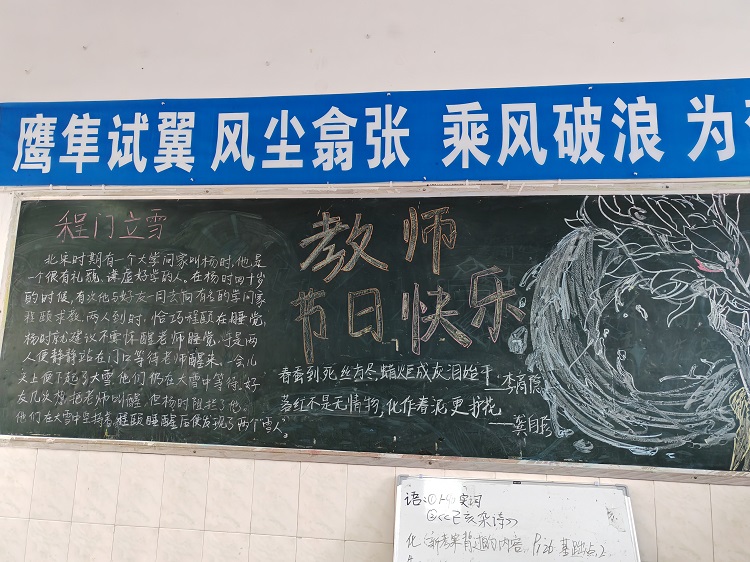 鹰隼试翼 风尘翕张 乘风破浪 为
程门立雪
北宋时期有一个大学问家叫杨时,他是
一个很有礼貌、谦虚好学的人。在杨时四十岁
的时候,有次他与好友一同去向有名的学问家
程颐求教,两人到时,恰巧程颐在睡觉,
杨时就建议不要休醒老师睡觉,于是两
人便静静站在门口等待老师醒来,一会儿
天上便下起了大雪 他们仍在大雪中等待,好
友几次想把老师叫醒,但杨时阻拦了他。
他们在大雪中坚持着,程颐睡醒后便发现了两个雪人。
教师
节日快乐
春蚕到死丝方尽,蜡炬成灰泪始干
——李商隐
落红不是无情物,化作春泥更护花
——龚自珍
语:① 实词
②《己亥杂诗》
化 的内容, P126 基